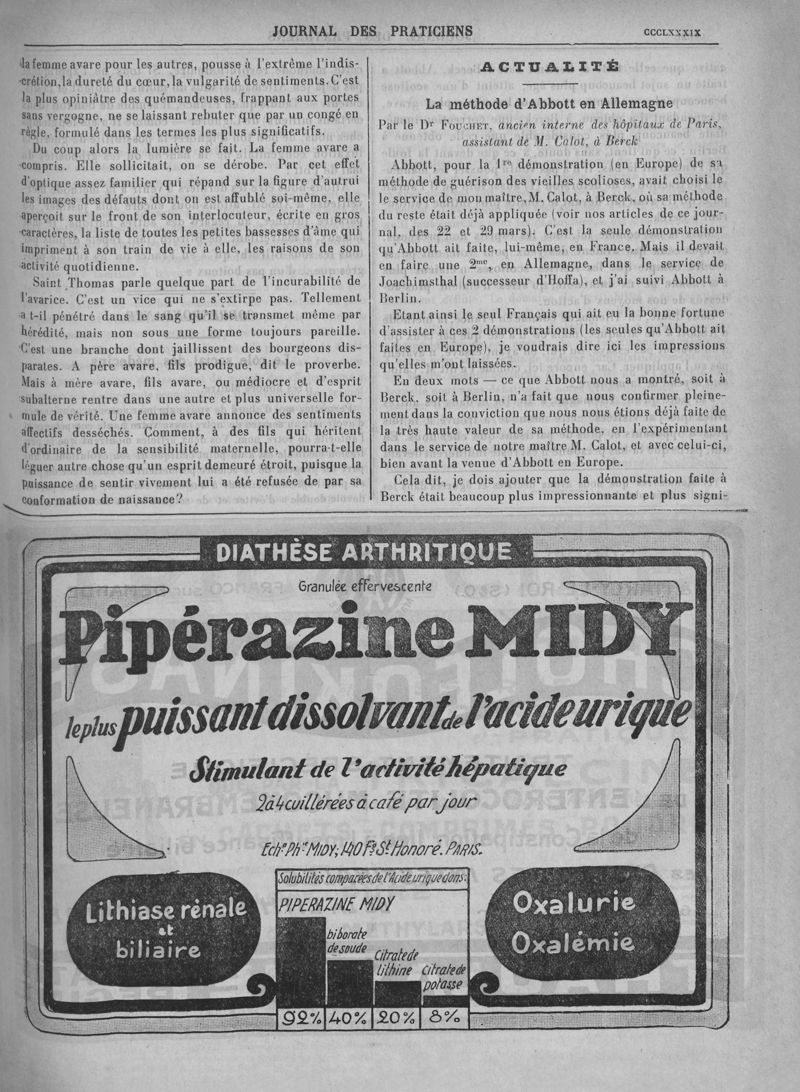 JOURNAL DES PRATICIENS
CCCLXXXIX
la femme avare pour les autres, pousse à l'extrême l'indis-
crétion, la dureté du cœur, la vulgarité de sentiments. C'est
la plus opiniâtre des quémandeuses, frappant aux portes
sans vergogne, ne se laissant rebuter que par un congé en
règle, formulé dans les termes les plus significatifs.
Du coup alors la lumière se fait. La femme avare a
compris. Elle sollicitait, on se dérobe. Par cet effet
d'optique assez familier qui répand sur la figure d'autrui
les images des défauts dont on est affublé soi-même, elle
aperçoit sur le front de son interlocuteur, écrite en gros
caractères, la liste de toutes les petites bassesses d'âme qui
impriment à son train de vie à elle, les raisons de son
activité quotidienne.
Saint Thomas parle quelque part de l'incurabilité de
l'avarice. C'est un vice qui ne s'extirpe pas. Tellement
a t-il pénétré dans le sang qu'il se transmet même par
hérédité, mais non sous une forme toujours pareille.
C'est une branche dont jaillissent des bourgeons dis-
parates. A père avare, fils prodigue, dit le proverbe.
Mais à mère avare, fils avare, ou médiocre et d'esprit
subalterne rentre dans une autre et plus universelle for-
mule de vérité. Une femme avare annonce des sentiments
affectifs desséchés. Comment, à des fils qui héritent
d'ordinaire de la sensibilité maternelle, pourra-t-elle
léguer autre chose qu'un esprit demeuré étroit, puisque la
puissance de sentir vivement lui a été refusée de par sa
conformation de naissance ?
ACTUALITÉ
La méthode d'Abbott en Allemagne
Par le Dr FOUCHET, ancien interne des hôpitaux de Paris,
assistant de M. Calot, à Berck
Abbott, pour la 1re démonstration (en Europe) de sa
méthode de guérison des vieilles scolioses, avait choisi le
le service de mon maître, M. Calot, à Berck, où sa méthode
du reste était déjà appliquée (voir nos articles de ce jour-
nal, des 22 et 29 mars). C'est la seule démonstration
qu'Abbott ait faite, lui-même, en France. Mais il devait
en faire une 2me, en Allemagne, dans le service de
Joachimsthal (successeur d'Hoffa), et j'ai suivi Abbott à
Berlin.
Etant ainsi le seul Français qui ait eu la bonne fortune
d'assister à ces 2 démonstrations (les seules qu'Abbott ait
faites en Europe), je voudrais dire ici les impressions
qu'elles m'ont laissées.
En deux mots — ce que Abbott nous a montré, soit à
Berck, soit à Berlin, n'a fait que nous confirmer pleine-
ment dans la conviction que nous nous étions déjà faite de
la très haute valeur de sa méthode, en l'expérimentant
dans le service de notre maître M. Calot, et avec celui-ci,
bien avant la venue d'Abbott en Europe.
Cela dit, je dois ajouter que la démonstration faite à
Berck était beaucoup plus impressionnante et plus signi-
DIATHÈSE ARTHRITIQUE
Granulée effervescente
Pipérazine MIDY
le plus puissant dissolvant de l'acide urique
Stimulant de l'activité hépatique
2 à 4 cuillérées à café par jour
Echs Phie MIDY, 140 Fg St Honoré. PARIS.
Lithiase rénale
et
biliaire
Solubilités comparées de l'Acide urique dans:
PIPERAZINE MIDY
biborate
de soude
Citrate de
lithine
Citrate de
potasse
92% 40% 20% 8%
Oxalurie
Oxalémie